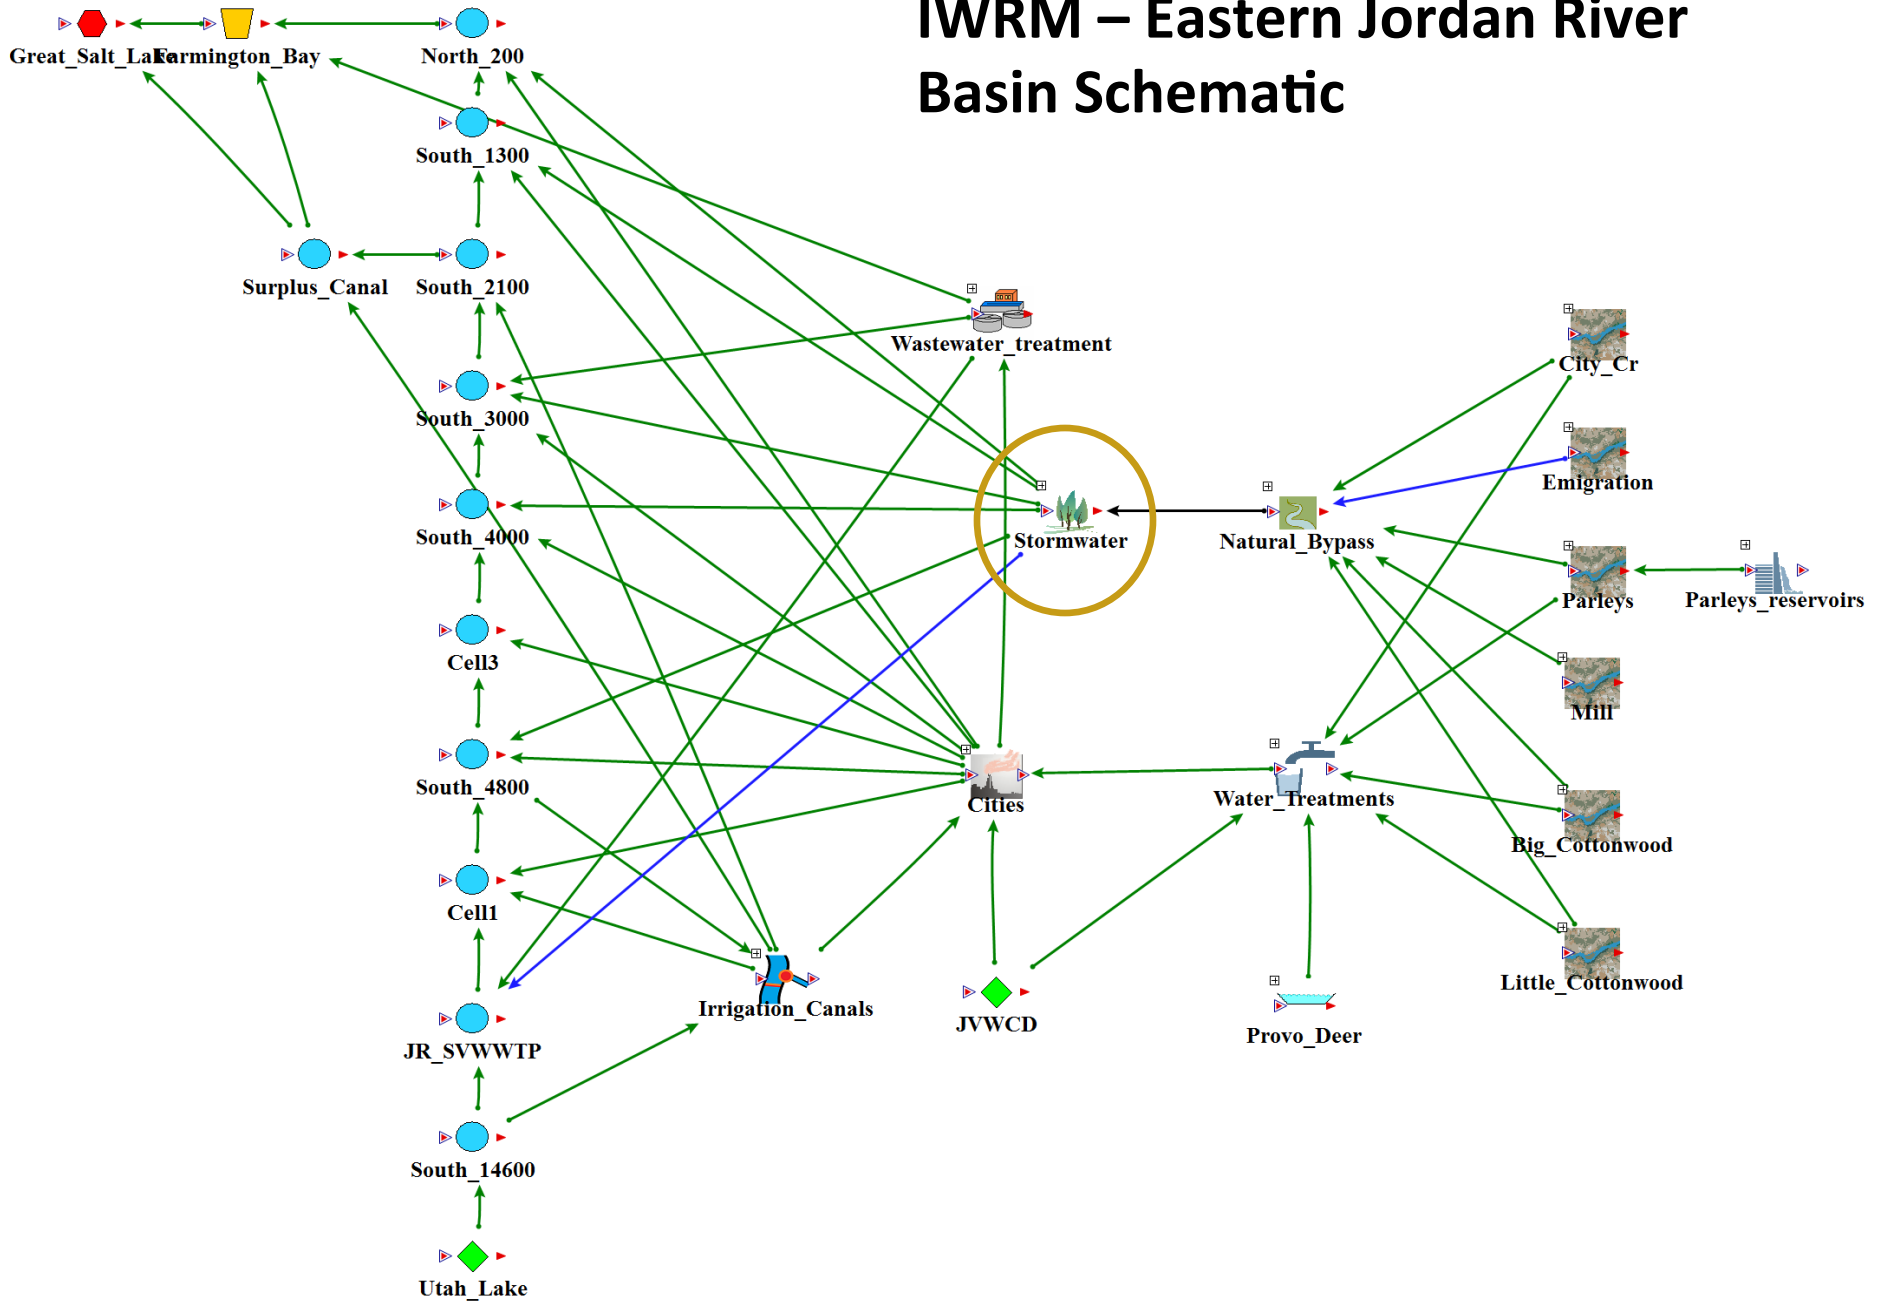 IWRM – Eastern Jordan River
Basin Schematic
Great_Salt_Lake
Farmington_Bay
North_200
South_1300
Surplus_Canal
South_2100
Wastewater_treatment
City_Cr
South_3000
Emigration
South_4000
Stormwater
Natural_Bypass
Parleys
Parleys_reservoirs
Cell3
Mill
South_4800
Cities
Water_Treatments
Big_Cottonwood
Cell1
Little_Cottonwood
Irrigation_Canals
JVWCD
Provo_Deer
JR_SVWWTP
South_14600
Utah_Lake